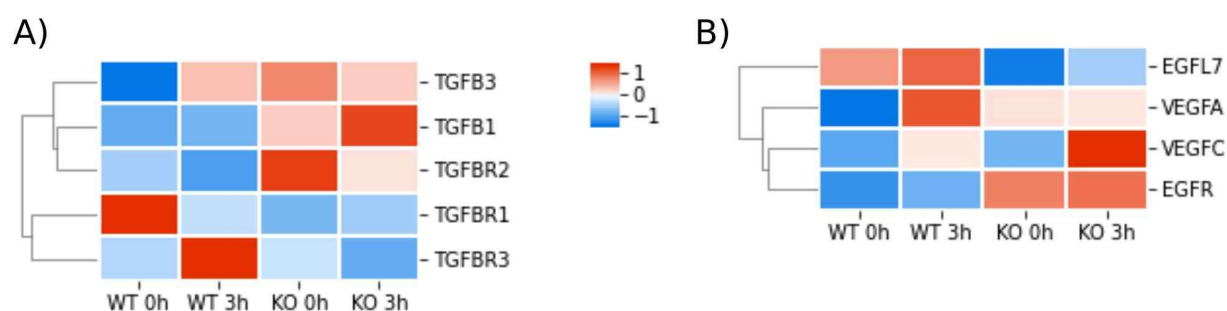 A)
TGFB3
TGFB1
TGFBR2
TGFBR1
TGFBR3
WT 0h WT 3h KO 0h KO 3h
1
0
−1
B)
EGFL7
VEGFA
VEGFC
EGFR
WT 0h WT 3h KO 0h KO 3h